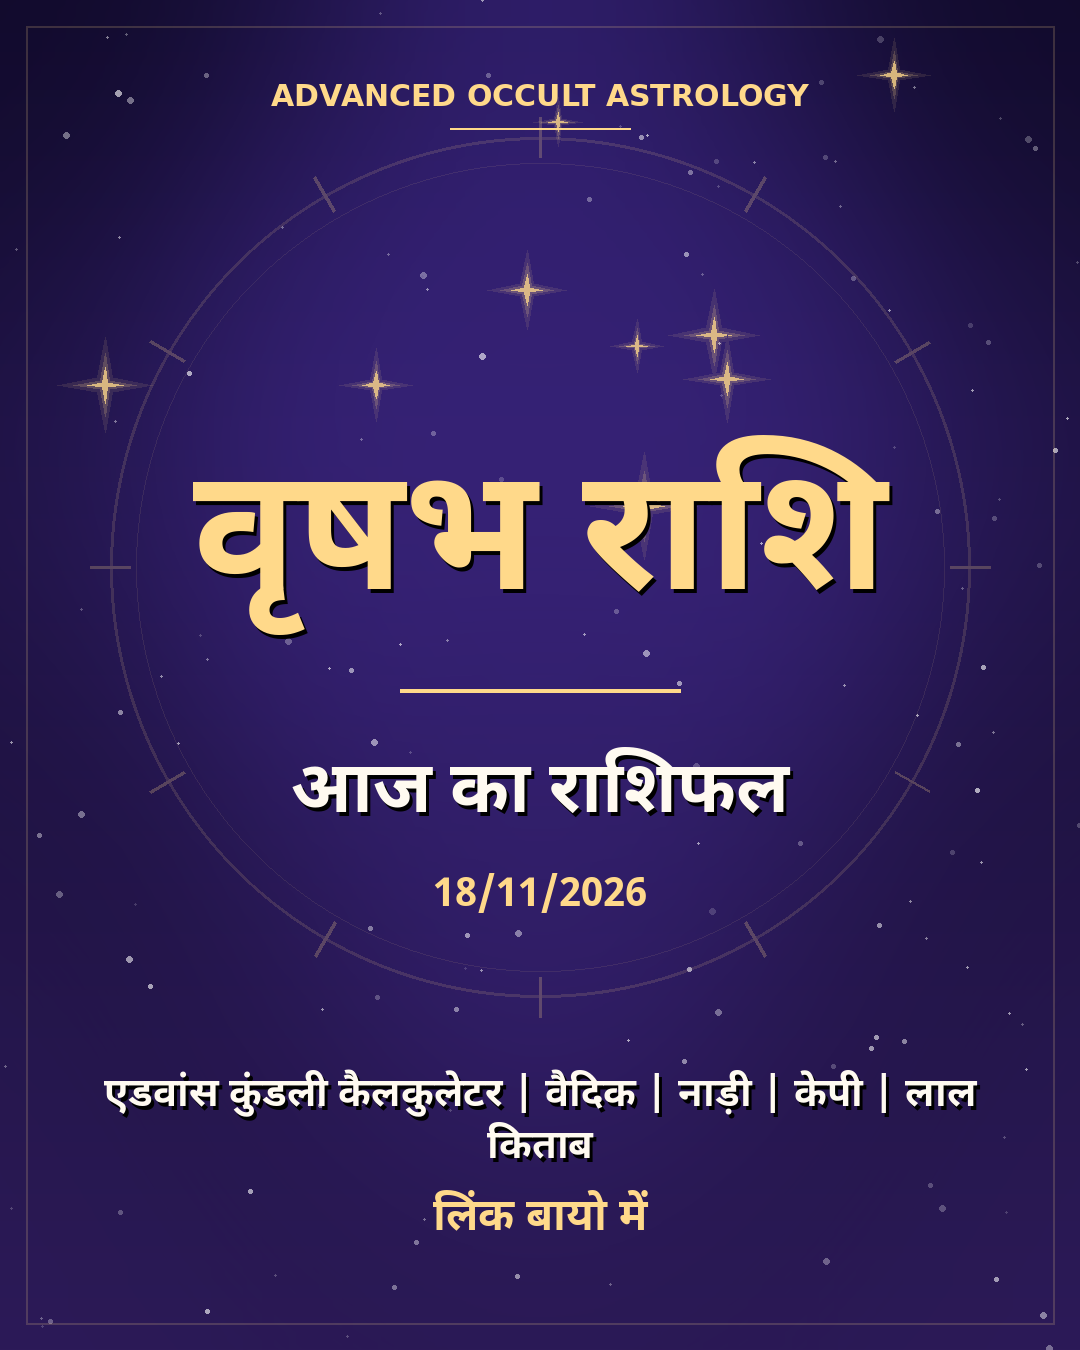 ADVANCED OCCULT ASTROLOGY
वृषभ राशि
आज का राशिफल
18/11/2026
एडवांस कुंडली कैलकुलेटर | वैदिक | नाड़ी | केपी | लाल
किताब
लिंक बायो में